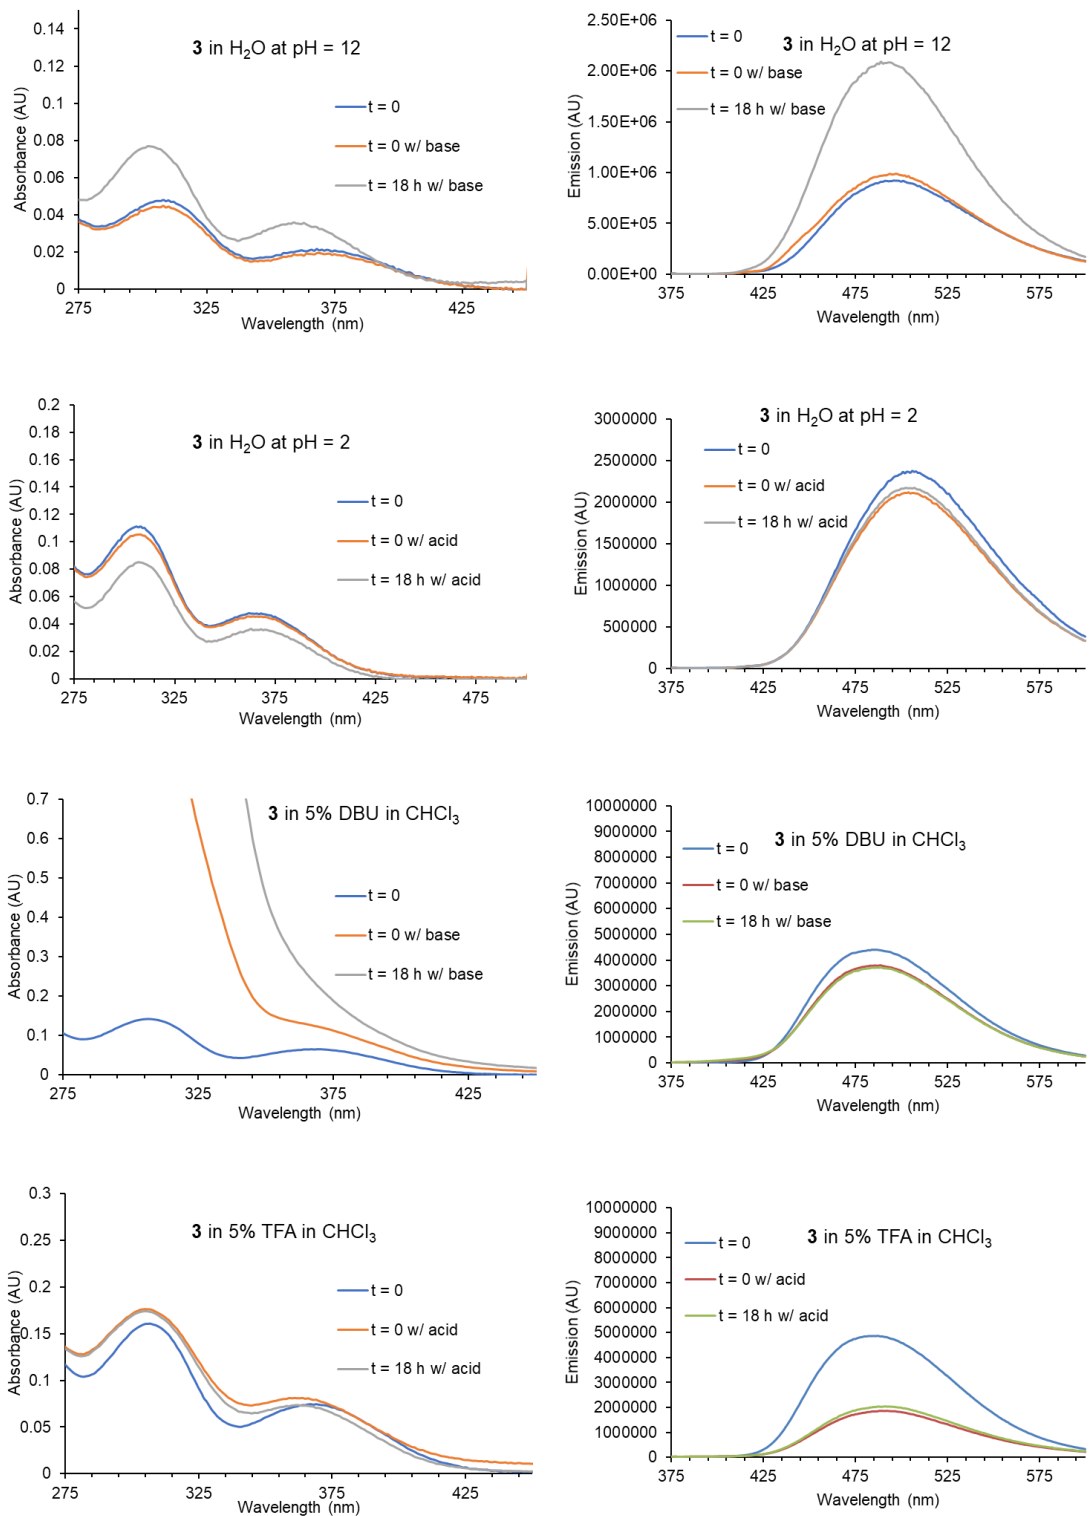 3 in H2O at pH = 12
Absorbance (AU)
0.14
0.12
0.1
0.08
0.06
0.04
0.02
0
t = 0
t = 0 w/ base
t = 18 h w/ base
275 325 375 425
Wavelength (nm)
3 in H2O at pH = 12
Emission (AU)
2.50E+06
2.00E+06
1.50E+06
1.00E+06
5.00E+05
0.00E+00
t = 0
t = 0 w/ base
t = 18 h w/ base
375 425 475 525 575
Wavelength (nm)
3 in H2O at pH = 2
Absorbance (AU)
0.2
0.18
0.16
0.14
0.12
0.1
0.08
0.06
0.04
0.02
0
t = 0
t = 0 w/ acid
t = 18 h w/ acid
275 325 375 425 475
Wavelength (nm)
3 in H2O at pH = 2
Emission (AU)
3000000
2500000
2000000
1500000
1000000
500000
0
t = 0
t = 0 w/ acid
t = 18 h w/ acid
375 425 475 525 575
Wavelength (nm)
3 in 5% DBU in CHCl3
Absorbance (AU)
0.7
0.6
0.5
0.4
0.3
0.2
0.1
0
t = 0
t = 0 w/ base
t = 18 h w/ base
275 325 375 425
Wavelength (nm)
3 in 5% DBU in CHCl3
Emission (AU)
10000000
9000000
8000000
7000000
6000000
5000000
4000000
3000000
2000000
1000000
0
t = 0
t = 0 w/ base
t = 18 h w/ base
375 425 475 525 575
Wavelength (nm)
3 in 5% TFA in CHCl3
Absorbance (AU)
0.3
0.25
0.2
0.15
0.1
0.05
0
t = 0
t = 0 w/ acid
t = 18 h w/ acid
275 325 375 425
Wavelength (nm)
3 in 5% TFA in CHCl3
Emission (AU)
10000000
9000000
8000000
7000000
6000000
5000000
4000000
3000000
2000000
1000000
0
t = 0
t = 0 w/ acid
t = 18 h w/ acid
375 425 475 525 575
Wavelength (nm)